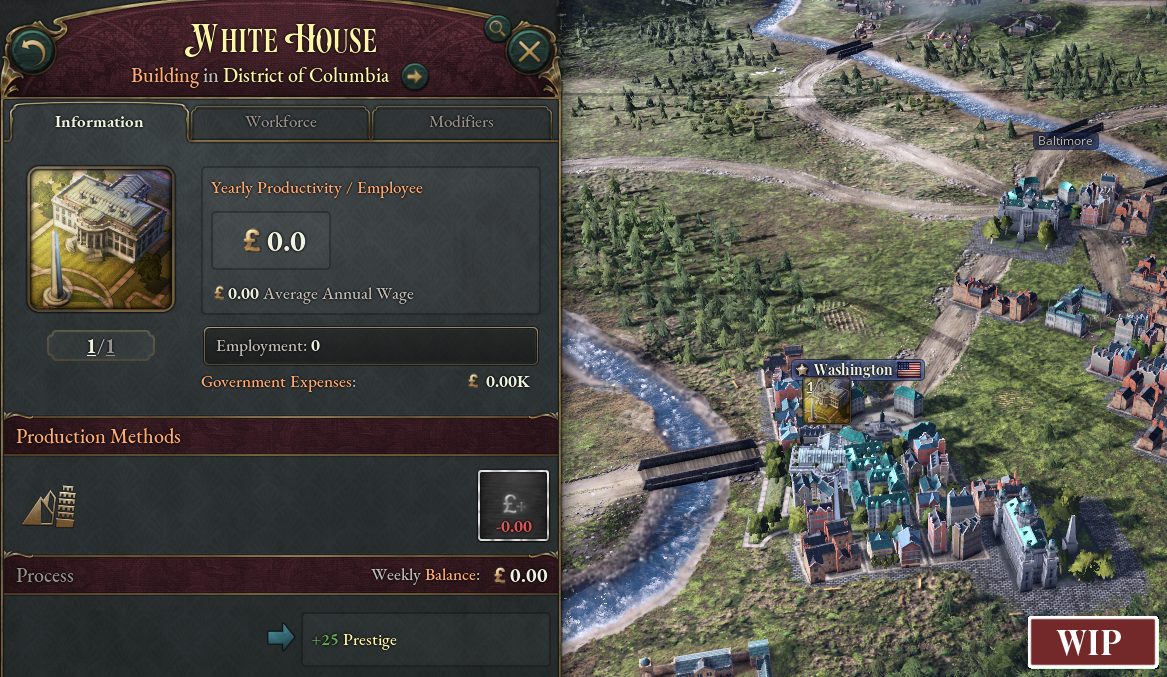 White House
Building in District of Columbia
Information
Workforce
Modifiers
Yearly Productivity / Employee
£ 0.0
£ 0.00 Average Annual Wage
1/1
Employment: 0
Government Expenses: £ 0.00K
Production Methods
£+
-0.00
Process
Weekly Balance: £ 0.00
+25 Prestige
Baltimore
Washington
1
WIP